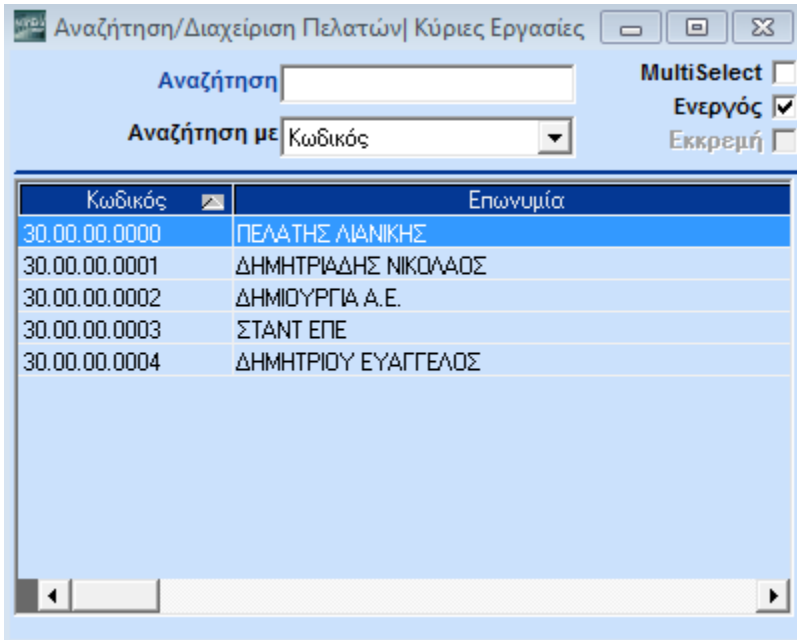 Αναζήτηση/Διαχείριση Πελατών| Κύριες Εργασίες
Αναζήτηση
MultiSelect
Ενεργός
Αναζήτηση με Κωδικός
Εκκρεμή
Κωδικός Επωνυμία
30.00.00.0000 ΠΕΛΑΤΗΣ ΛΙΑΝΙΚΗΣ
30.00.00.0001 ΔΗΜΗΤΡΙΑΔΗΣ ΝΙΚΟΛΑΟΣ
30.00.00.0002 ΔΗΜΙΟΥΡΓΙΑ Α.Ε.
30.00.00.0003 ΣΤΑΝΤ ΕΠΕ
30.00.00.0004 ΔΗΜΗΤΡΙΟΥ ΕΥΑΓΓΕΛΟΣ